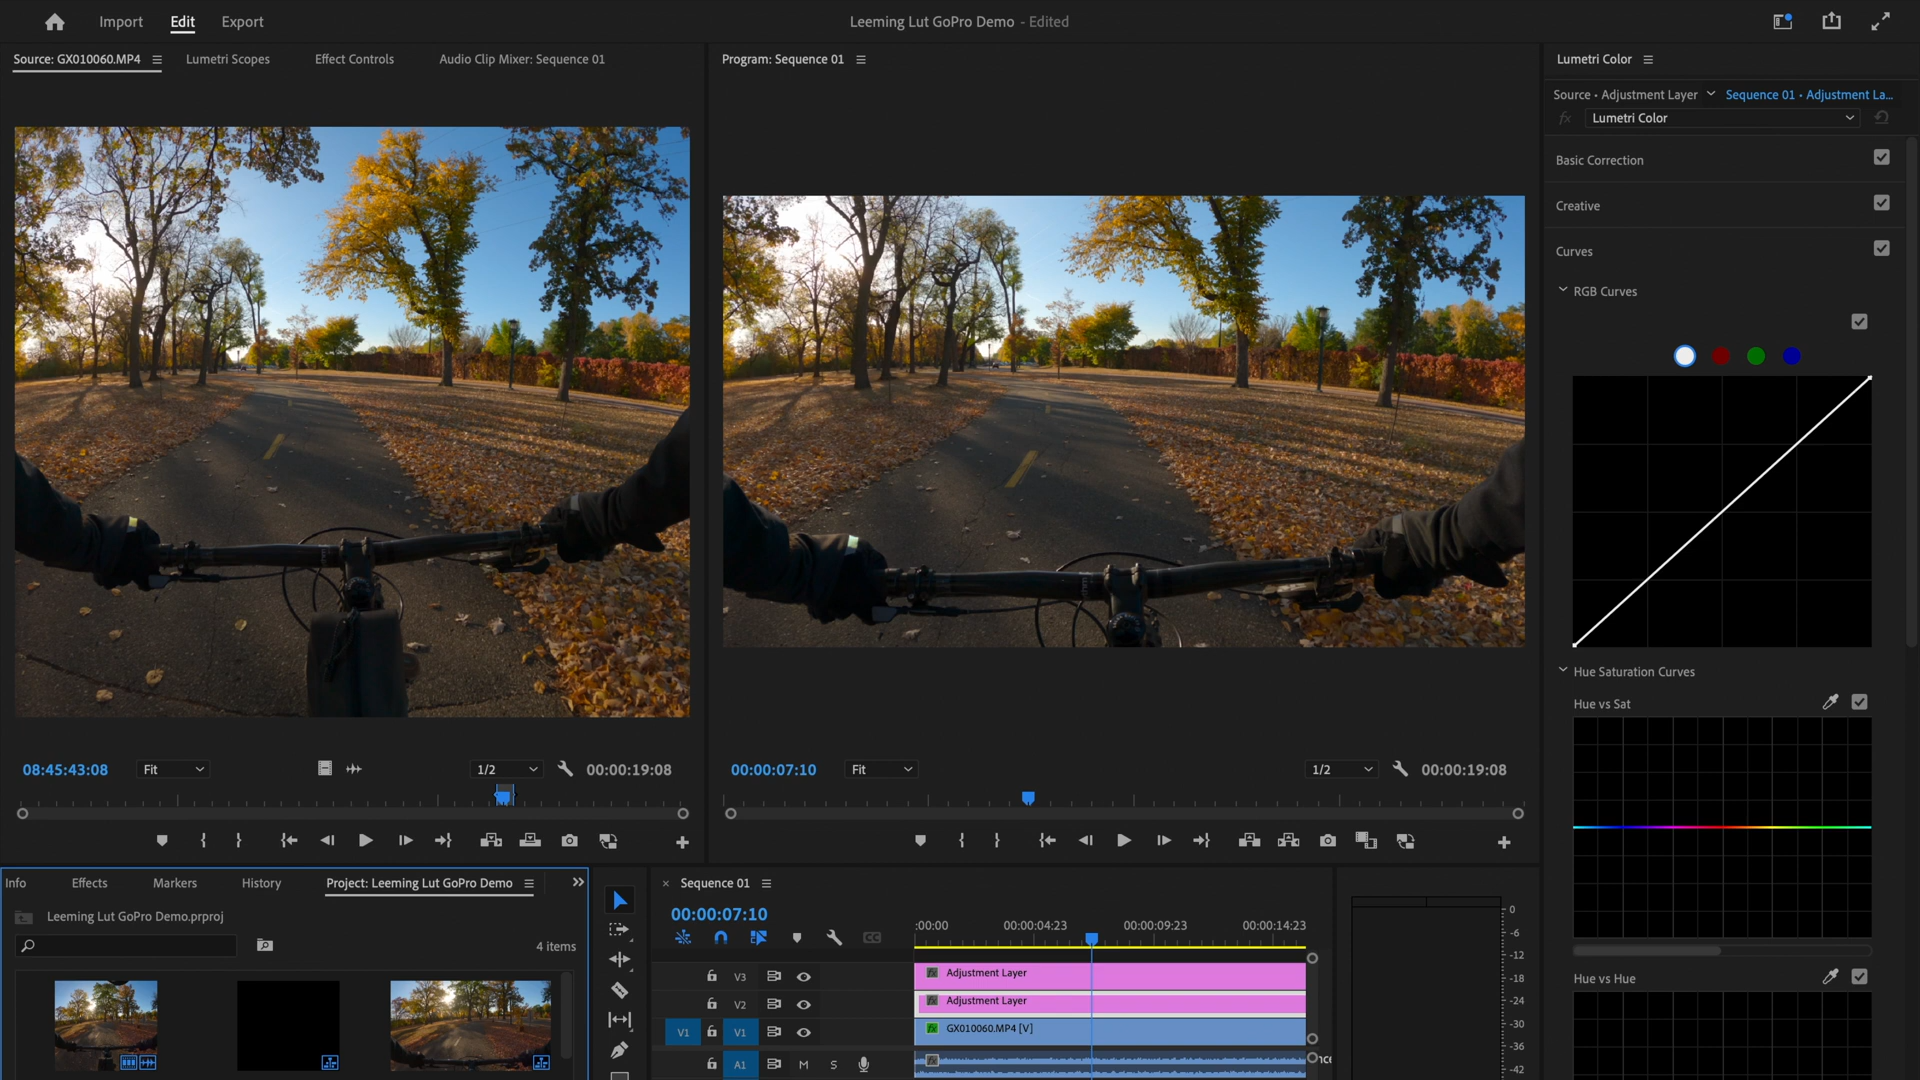 Import Edit Export
Leeming Lut GoPro Demo - Edited
Source: GX010060.MP4 Lumetri Scopes Effect Controls Audio Clip Mixer: Sequence 01
Program: Sequence 01
Lumetri Color
Source • Adjustment Layer Sequence 01 • Adjustment La...
fx Lumetri Color
Basic Correction
Creative
Curves
RGB Curves
Hue Saturation Curves
Hue vs Sat
Hue vs Hue
08:45:43:08 Fit 1/2 00:00:19:08
00:00:07:10 Fit 1/2 00:00:19:08
Info Effects Markers History Project: Leeming Lut GoPro Demo
Leeming Lut GoPro Demo.prproj
4 items
× Sequence 01
00:00:07:10
:00:00 00:00:04:23 00:00:09:23 00:00:14:23
CC
V3 fx Adjustment Layer
V2 fx Adjustment Layer
V1 V1 fx GX010060.MP4 [V]
A1 M S fx
0
-6
-12
-18
-24
-30
-36
-42